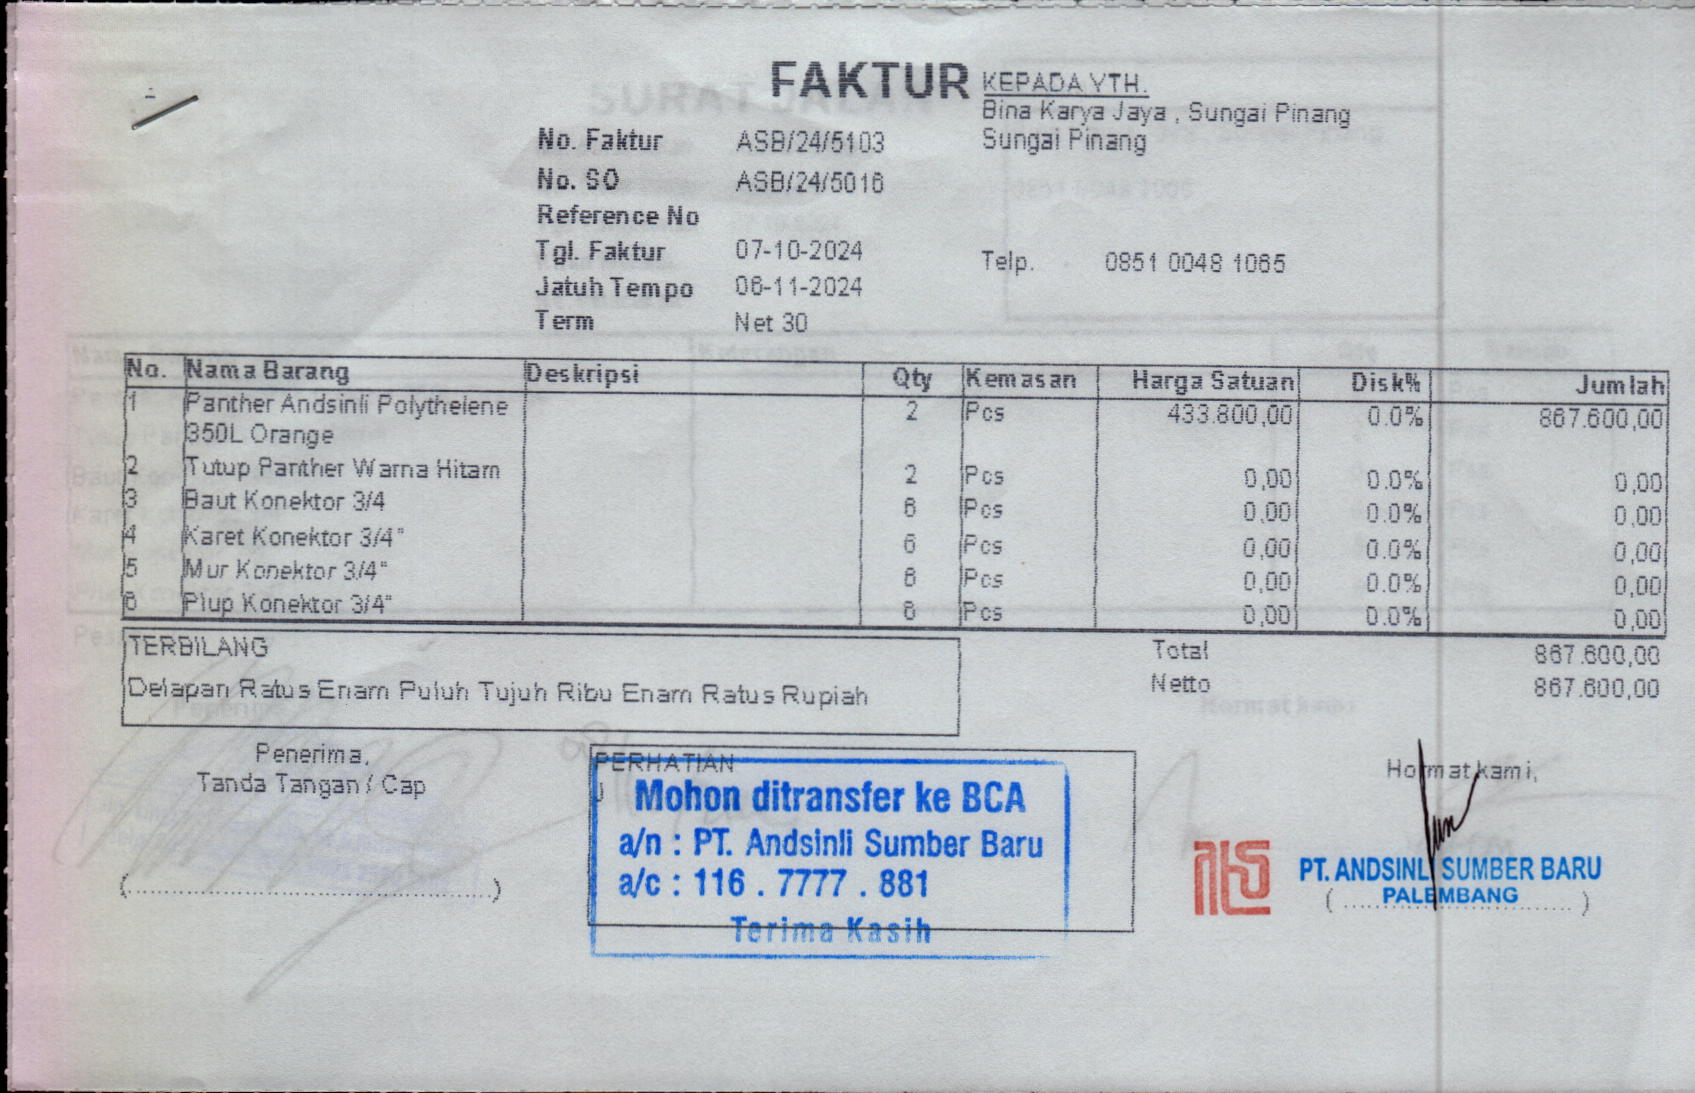 FAKTUR
KEPADA YTH.
Bina Karya Jaya , Sungai Pinang
Sungai Pinang
No. Faktur ASB/24/5103
No. SO ASB/24/5016
Reference No
Tgl. Faktur 07-10-2024
Jatuh Tempo 06-11-2024
Term Net 30
Telp. 0851 0048 1065
No. Nama Barang Deskripsi Qty Kemasan Harga Satuan Disk% Jumlah
1 Panther Andsinli Polythelene 2 Pcs 433.800,00 0.0% 867.600,00
350L Orange
2 Tutup Panther Warna Hitam 2 Pcs 0,00 0.0% 0,00
3 Baut Konektor 3/4 6 Pcs 0,00 0.0% 0,00
4 Karet Konektor 3/4" 6 Pcs 0,00 0.0% 0,00
5 Mur Konektor 3/4" 6 Pcs 0,00 0.0% 0,00
6 Plup Konektor 3/4" 6 Pcs 0,00 0.0% 0,00
TERBILANG
Delapan Ratus Enam Puluh Tujuh Ribu Enam Ratus Rupiah
Total 867.600,00
Netto 867.600,00
Penerima,
Tanda Tangan / Cap
(..............................................)
PERHATIAN
Mohon ditransfer ke BCA
a/n : PT. Andsinli Sumber Baru
a/c : 116 . 7777 . 881
Terima Kasih
Hormat kami,
PT. ANDSINLI SUMBER BARU
PALEMBANG
( .............................. )